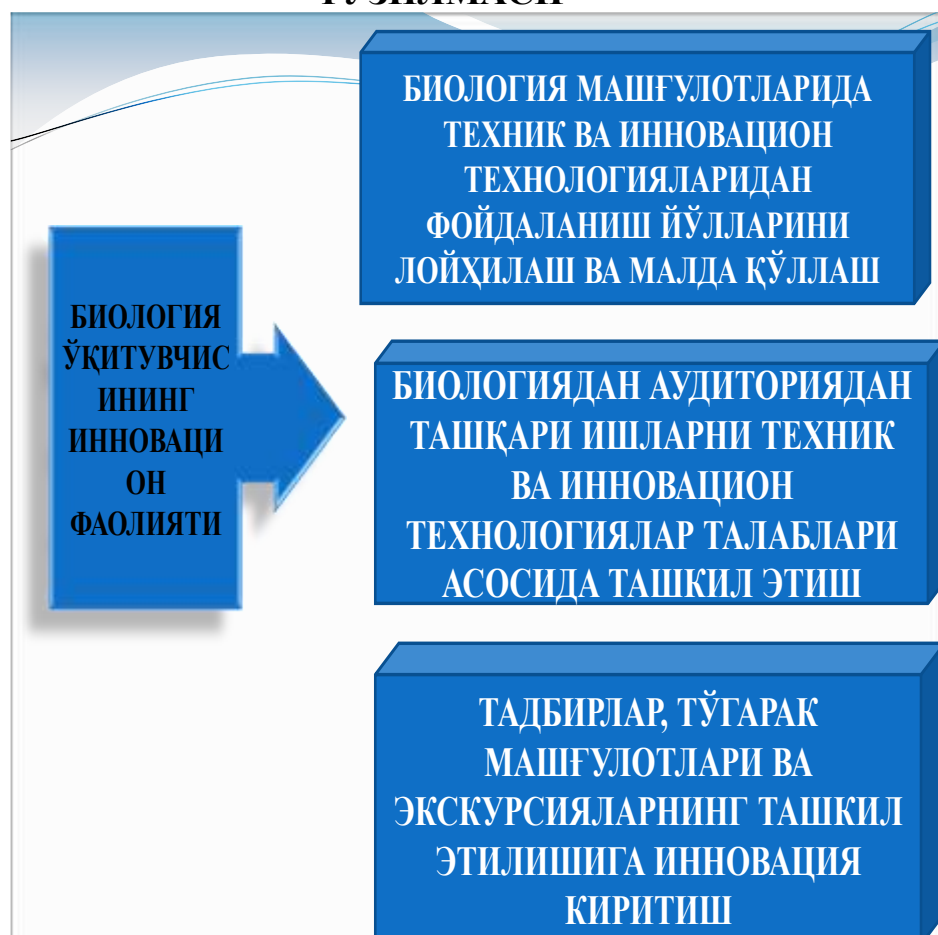 БИОЛОГИЯ
ЎҚИТУВЧИС
ИНИНГ
ИННОВАЦИ
ОН
ФАОЛИЯТИ
БИОЛОГИЯ МАШҒУЛОТЛАРИДА
ТЕХНИК ВА ИННОВАЦИОН
ТЕХНОЛОГИЯЛАРИДАН
ФОЙДАЛАНИШ ЙЎЛЛАРИНИ
ЛОЙҲИЛАШ ВА МАЛДА ҚЎЛЛАШ
БИОЛОГИЯДАН АУДИТОРИЯДАН
ТАШҚАРИ ИШЛАРНИ ТЕХНИК
ВА ИННОВАЦИОН
ТЕХНОЛОГИЯЛАР ТАЛАБЛАРИ
АСОСИДА ТАШКИЛ ЭТИШ
ТАДБИРЛАР, ТЎГАРАК
МАШҒУЛОТЛАРИ ВА
ЭКСКУРСИЯЛАРНИНГ ТАШКИЛ
ЭТИЛИШИГА ИННОВАЦИЯ
КИРИТИШ